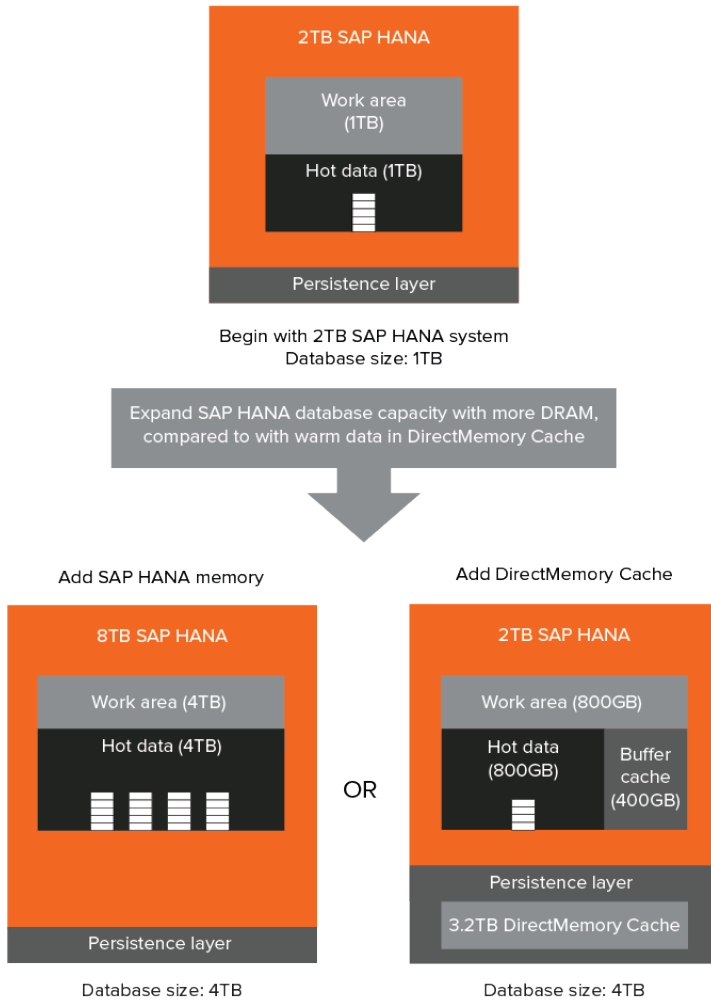 2TB SAP HANA
Work area
(1TB)
Hot data (1TB)
Persistence layer
Begin with 2TB SAP HANA system
Database size: 1TB
Expand SAP HANA database capacity with more DRAM,
compared to with warm data in DirectMemory Cache
Add SAP HANA memory
8TB SAP HANA
Work area (4TB)
Hot data (4TB)
Persistence layer
Database size: 4TB
OR
Add DirectMemory Cache
2TB SAP HANA
Work area (800GB)
Hot data
(800GB)
Buffer
cache
(400GB)
Persistence layer
3.2TB DirectMemory Cache
Database size: 4TB